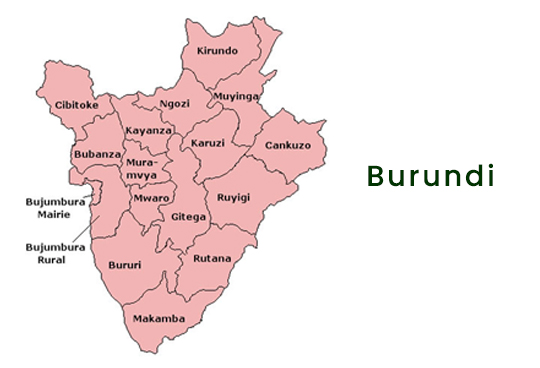 Kirundo
Muyinga
Ngozi
Cibitoke
Kayanza
Karuzi
Cankuzo
Bubanza
Mura-
mvya
Mwaro
Ruyigi
Bujumbura
Mairie
Gitega
Bujumbura
Rural
Bururi
Rutana
Makamba
Burundi